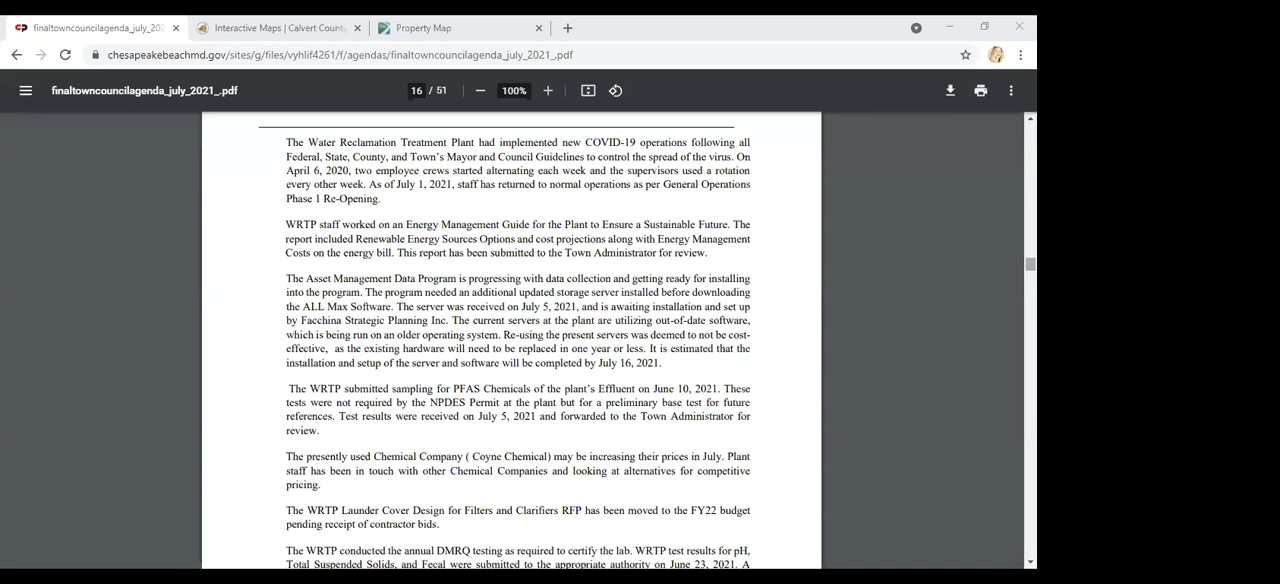 finaltowncouncilagenda_july_202
Interactive Maps | Calvert County
Property Map
chesapeakebeachmd.gov/sites/g/files/vyhlif4261/f/agendas/finaltowncouncilagenda_july_2021_.pdf
finaltowncouncilagenda_july_2021_.pdf
16 / 51
100%
The Water Reclamation Treatment Plant had implemented new COVID-19 operations following all
Federal, State, County, and Town's Mayor and Council Guidelines to control the spread of the virus. On
April 6, 2020, two employee crews started alternating each week and the supervisors used a rotation
every other week. As of July 1, 2021, staff has returned to normal operations as per General Operations
Phase 1 Re-Opening.
WRTP staff worked on an Energy Management Guide for the Plant to Ensure a Sustainable Future. The
report included Renewable Energy Sources Options and cost projections along with Energy Management
Costs on the energy bill. This report has been submitted to the Town Administrator for review.
The Asset Management Data Program is progressing with data collection and getting ready for installing
into the program. The program needed an additional updated storage server installed before downloading
the ALL Max Software. The server was received on July 5, 2021, and is awaiting installation and set up
by Facchina Strategic Planning Inc. The current servers at the plant are utilizing out-of-date software,
which is being run on an older operating system. Re-using the present servers was deemed to not be cost-
effective, as the existing hardware will need to be replaced in one year or less. It is estimated that the
installation and setup of the server and software will be completed by July 16, 2021.
The WRTP submitted sampling for PFAS Chemicals of the plant's Effluent on June 10, 2021. These
tests were not required by the NPDES Permit at the plant but for a preliminary base test for future
references. Test results were received on July 5, 2021 and forwarded to the Town Administrator for
review.
The presently used Chemical Company ( Coyne Chemical) may be increasing their prices in July. Plant
staff has been in touch with other Chemical Companies and looking at alternatives for competitive
pricing.
The WRTP Launder Cover Design for Filters and Clarifiers RFP has been moved to the FY22 budget
pending receipt of contractor bids.
The WRTP conducted the annual DMRQ testing as required to certify the lab. WRTP test results for pH,
Total Suspended Solids, and Fecal were submitted to the appropriate authority on June 23, 2021. A